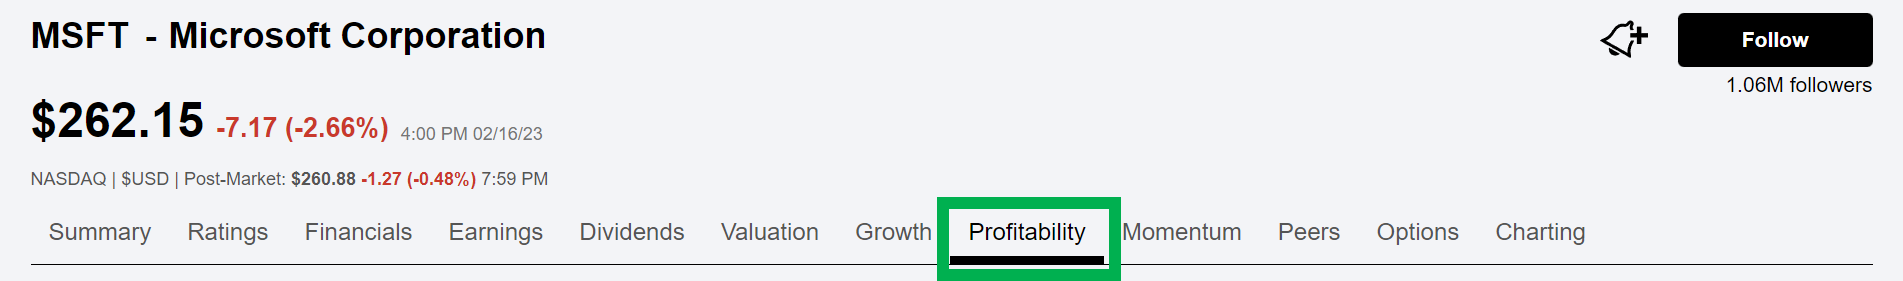 MSFT - Microsoft Corporation
Follow
1.06M followers
$262.15 -7.17 (-2.66%) 4:00 PM 02/16/23
NASDAQ | $USD | Post-Market: $260.88 -1.27 (-0.48%) 7:59 PM
Summary Ratings Financials Earnings Dividends Valuation Growth Profitability Momentum Peers Options Charting